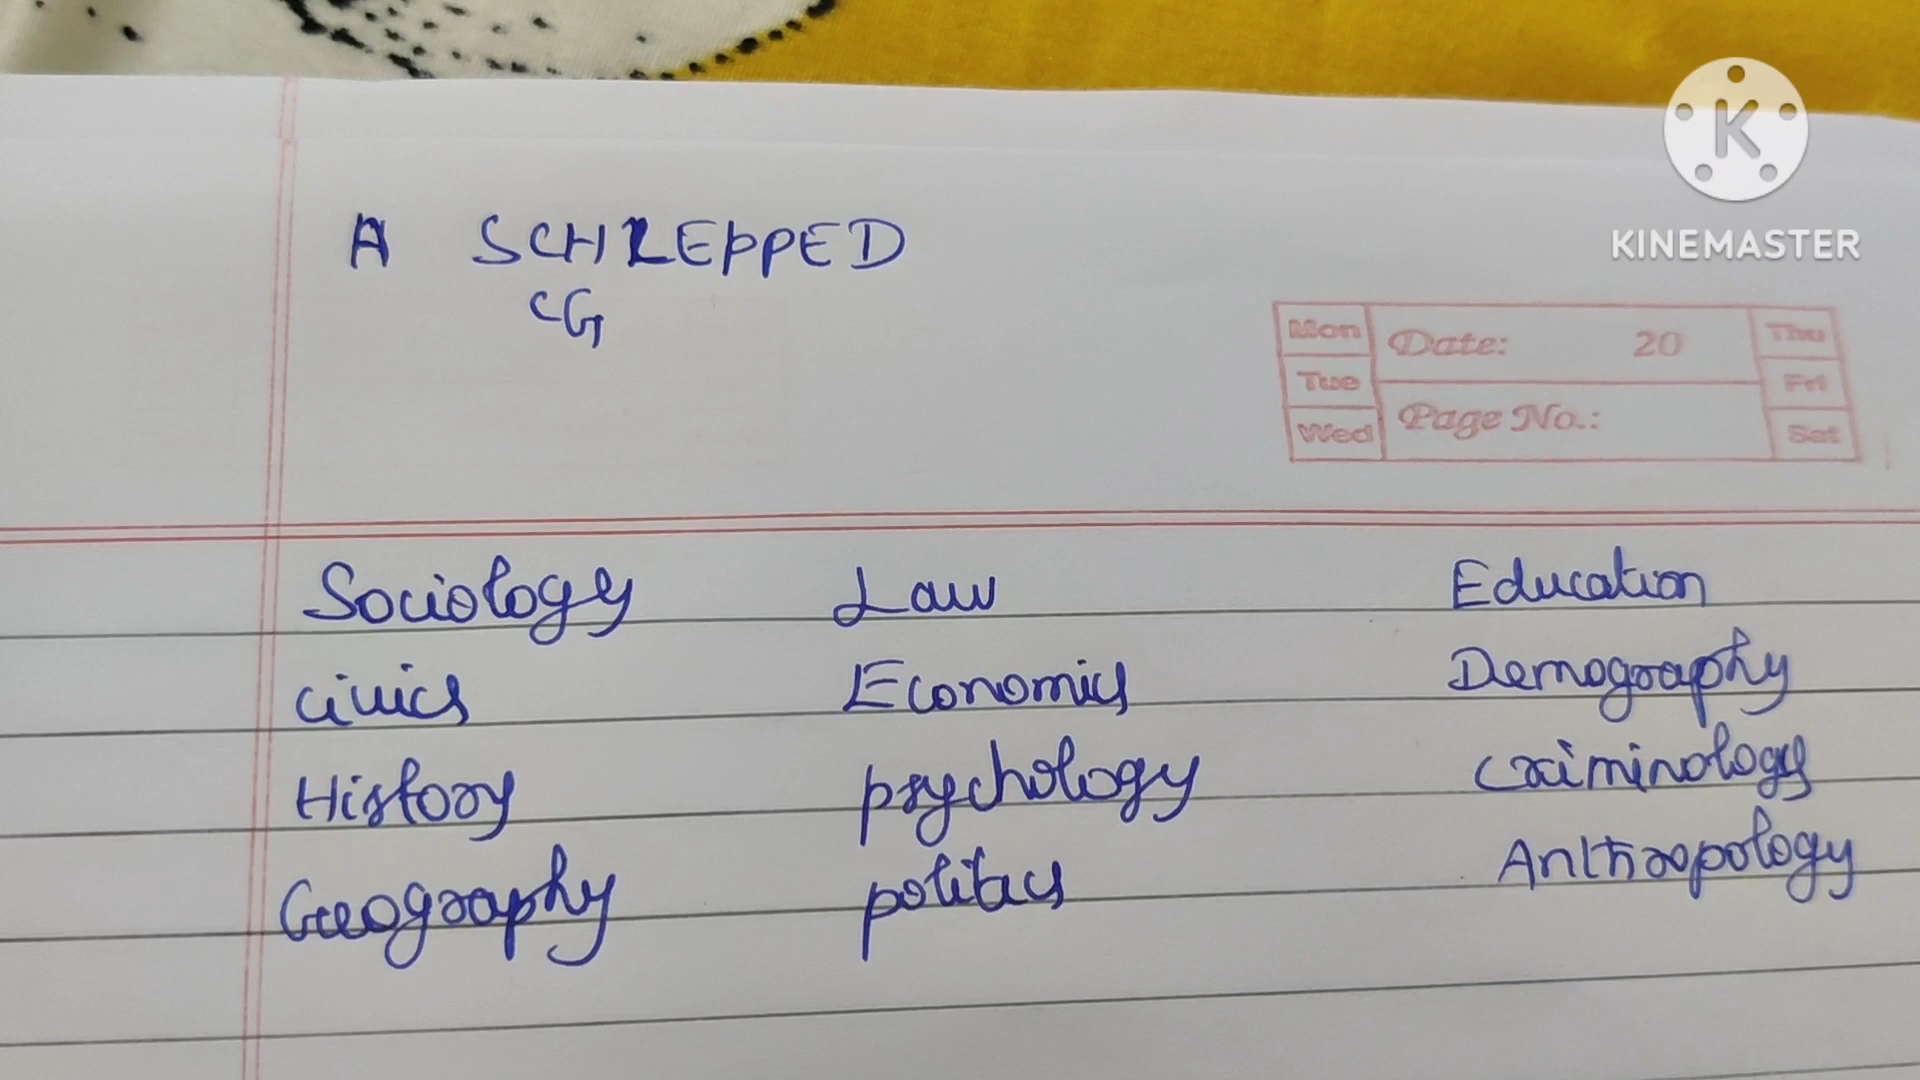 A SCHLEPPED
CG
KINEMASTER
Mon Date: 20 Thu
Tue Fri
Wed Page No.: Sat
Sociology Law Education
civics Economics Demography
History psychology criminology
Geography politics Anthropology